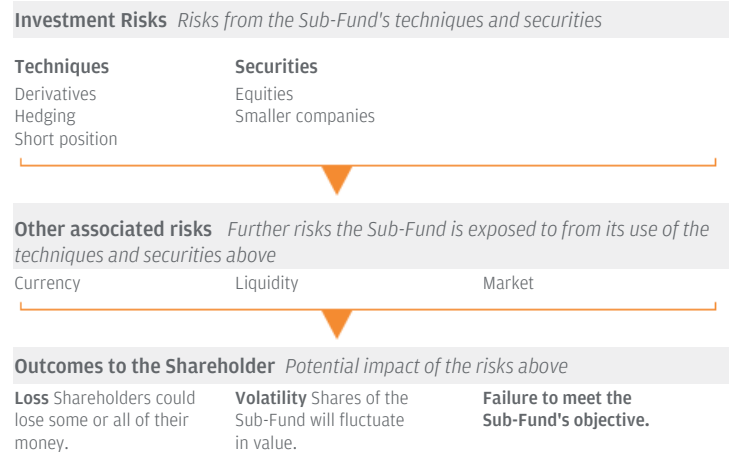 Investment Risks Risks from the Sub-Fund's techniques and securities
Techniques
Derivatives
Hedging
Short position
Securities
Equities
Smaller companies
Other associated risks Further risks the Sub-Fund is exposed to from its use of the
techniques and securities above
Currency
Liquidity
Market
Outcomes to the Shareholder Potential impact of the risks above
Loss Shareholders could
lose some or all of their
money.
Volatility Shares of the
Sub-Fund will fluctuate
in value.
Failure to meet the
Sub-Fund's objective.